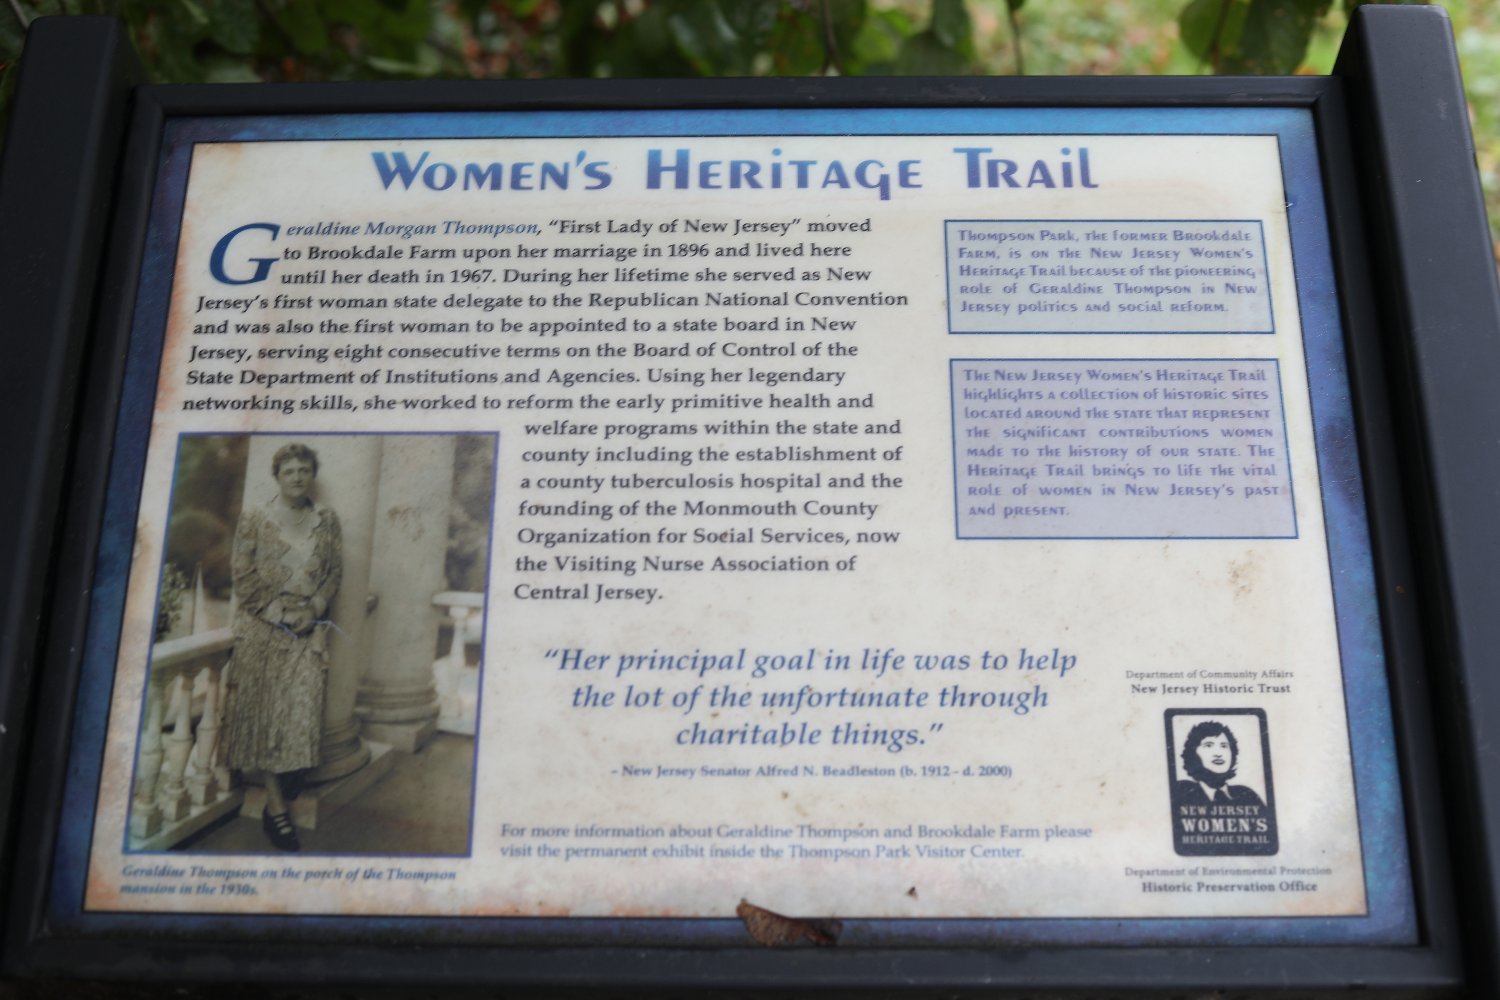 Women's Heritage Trail
Geraldine Morgan Thompson, "First Lady of New Jersey" moved
to Brookdale Farm upon her marriage in 1896 and lived here
until her death in 1967. During her lifetime she served as New
Jersey's first woman state delegate to the Republican National Convention
and was also the first woman to be appointed to a state board in New
Jersey, serving eight consecutive terms on the Board of Control of the
State Department of Institutions and Agencies. Using her legendary
networking skills, she worked to reform the early primitive health and
welfare programs within the state and
county including the establishment of
a county tuberculosis hospital and the
founding of the Monmouth County
Organization for Social Services, now
the Visiting Nurse Association of
Central Jersey.
Geraldine Thompson on the porch of the Thompson
mansion in the 1930s.
"Her principal goal in life was to help
the lot of the unfortunate through
charitable things."
- New Jersey Senator Alfred N. Beadleston (b. 1912 - d. 2000)
For more information about Geraldine Thompson and Brookdale Farm please
visit the permanent exhibit inside the Thompson Park Visitor Center.
Thompson Park, the former Brookdale
Farm, is on the New Jersey Women's
Heritage Trail because of the pioneering
role of Geraldine Thompson in New
Jersey politics and social reform.
The New Jersey Women's Heritage Trail
highlights a collection of historic sites
located around the state that represent
the significant contributions women
made to the history of our state. The
Heritage Trail brings to life the vital
role of women in New Jersey's past
and present.
Department of Community Affairs
New Jersey Historic Trust
NEW JERSEY
WOMEN'S
HERITAGE TRAIL
Department of Environmental Protection
Historic Preservation Office